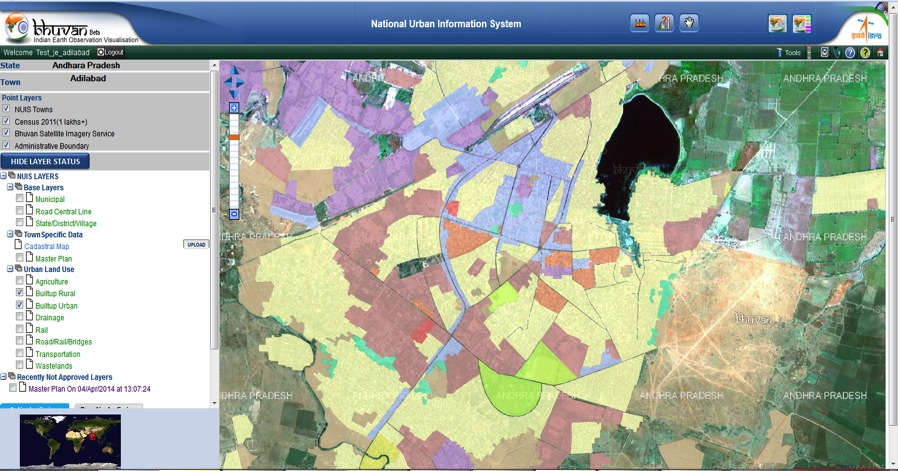 bhuvan Beta
Indian Earth Observation Visualisation
National Urban Information System
इसरो isro
Welcome Test_je_adilabad Logout
Tools
State Andhra Pradesh
Town Adilabad
Point Layers
NUIS Towns
Census 2011(1 lakhs+)
Bhuvan Satellite Imagery Service
Administrative Boundary
HIDE LAYER STATUS
NUIS LAYERS
Base Layers
Municipal
Road Central Line
State/District/Village
TownSpecific Data
Cadastral Map UPLOAD
Master Plan
Urban Land Use
Agriculture
Builtup Rural
Builtup Urban
Drainage
Rail
Road/Rail/Bridges
Transportation
Wastelands
Recently Not Approved Layers
Master Plan On 04/Apr/2014 at 13:07:24
ANDHRA PRADESH
ANDHRA PRADESH
bhuvan
ANDHRA PRADESH
ANDHRA PRADESH
bhuvan
ANDHRA PRADESH
ANDHRA PRADESH
ANDHRA PRADESH